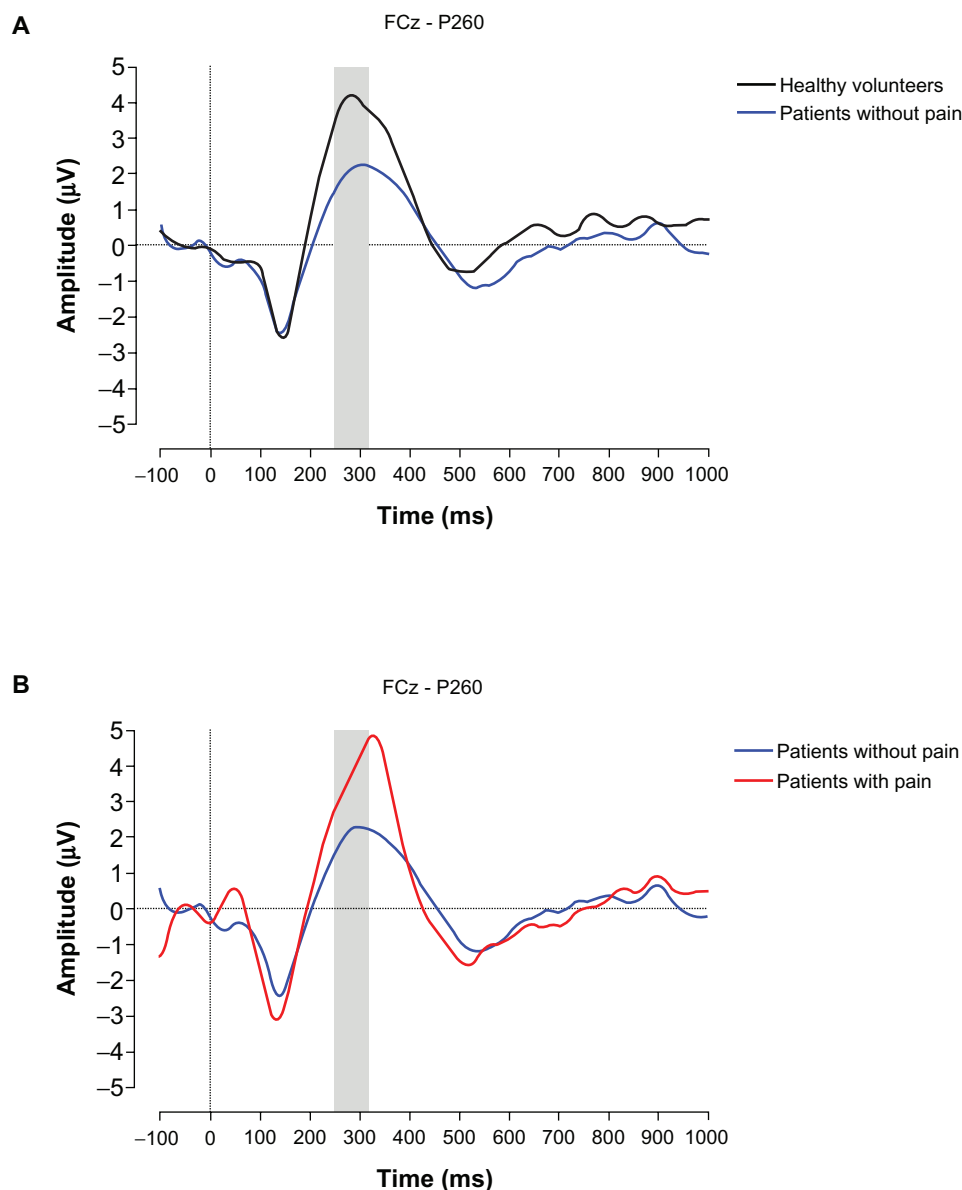 A
FCz - P260
5
4
3
2
1
0
–1
–2
–3
–4
–5
Amplitude (µV)
–100 0 100 200 300 400 500 600 700 800 900 1000
Time (ms)
Healthy volunteers
Patients without pain
B
FCz - P260
5
4
3
2
1
0
–1
–2
–3
–4
–5
Amplitude (µV)
–100 0 100 200 300 400 500 600 700 800 900 1000
Time (ms)
Patients without pain
Patients with pain